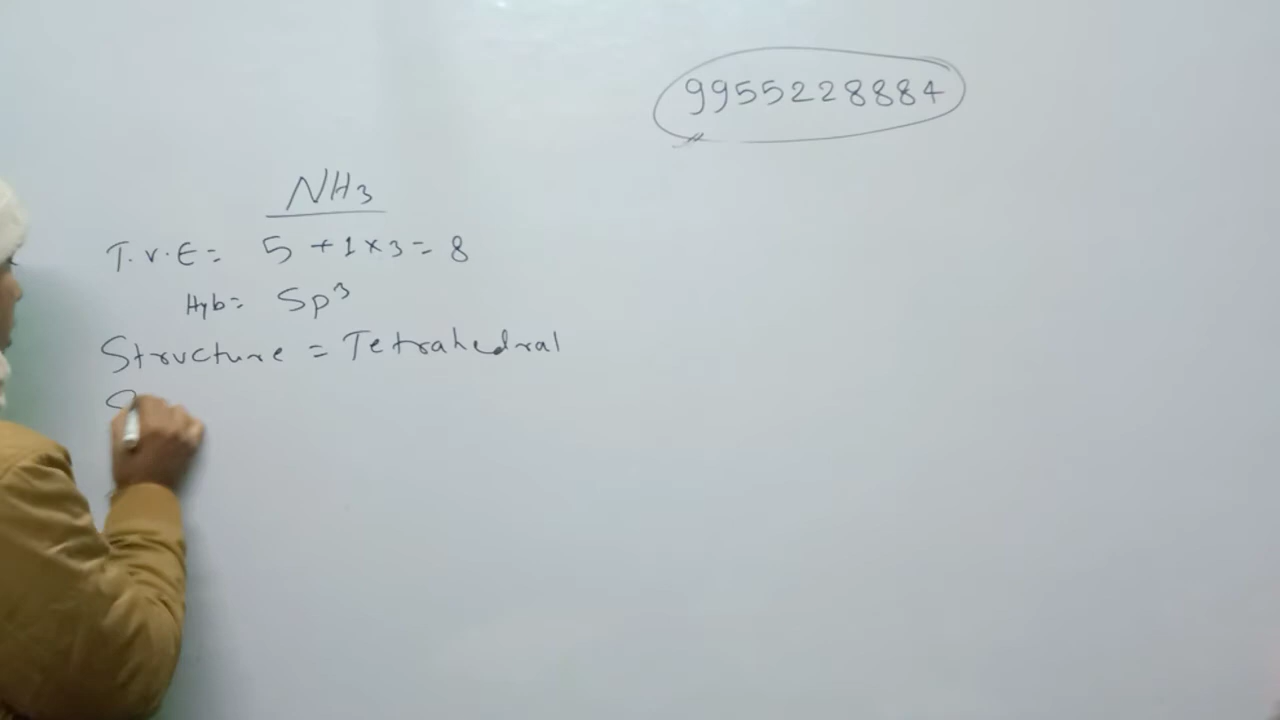 9955228884
NH3
T.V.E = 5 + 1 × 3 = 8
Hyb = Sp³
Structure = Tetrahedral
S